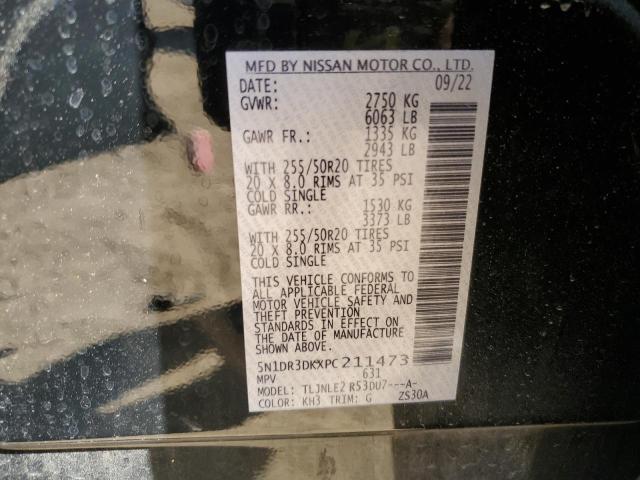 MFD BY NISSAN MOTOR CO., LTD.
DATE: 09/22
GVWR: 2750 KG
6063 LB
GAWR FR.: 1335 KG
2943 LB
WITH 255/50R20 TIRES
20 X 8.0 RIMS AT 35 PSI
COLD SINGLE
GAWR RR.: 1530 KG
3373 LB
WITH 255/50R20 TIRES
20 X 8.0 RIMS AT 35 PSI
COLD SINGLE
THIS VEHICLE CONFORMS TO
ALL APPLICABLE FEDERAL
MOTOR VEHICLE SAFETY AND
THEFT PREVENTION
STANDARDS IN EFFECT ON
THE DATE OF MANUFACTURE
SHOWN ABOVE.
5N1DR3DKXPC211473
MPV 631
MODEL: TLJNLE2 R53DU7---A-
COLOR: KH3 TRIM: G ZS30A